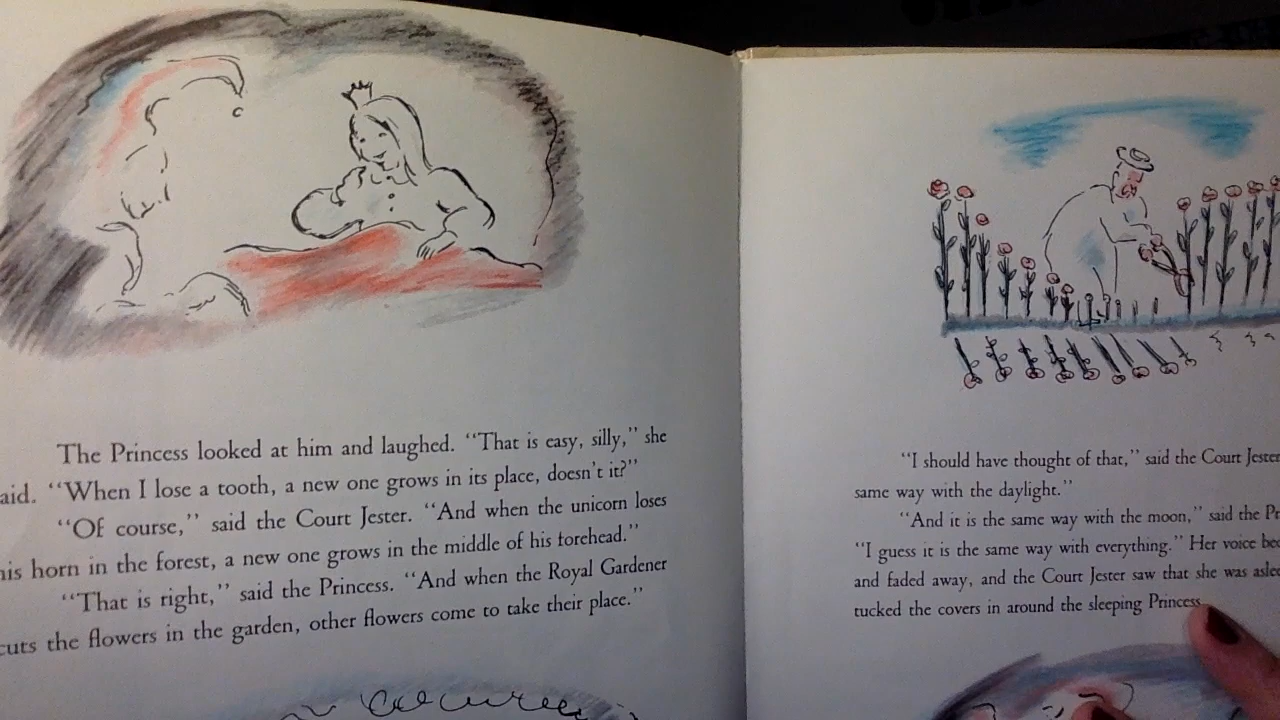 The Princess looked at him and laughed. “That is easy, silly,” she
aid. “When I lose a tooth, a new one grows in its place, doesn’t it?”
“Of course,” said the Court Jester. “And when the unicorn loses
his horn in the forest, a new one grows in the middle of his forehead.”
“That is right,” said the Princess. “And when the Royal Gardener
cuts the flowers in the garden, other flowers come to take their place.”
“I should have thought of that,” said the Court Jester
same way with the daylight.”
“And it is the same way with the moon,” said the Pr
“I guess it is the same way with everything.” Her voice bec
and faded away, and the Court Jester saw that she was aslee
tucked the covers in around the sleeping Princess.